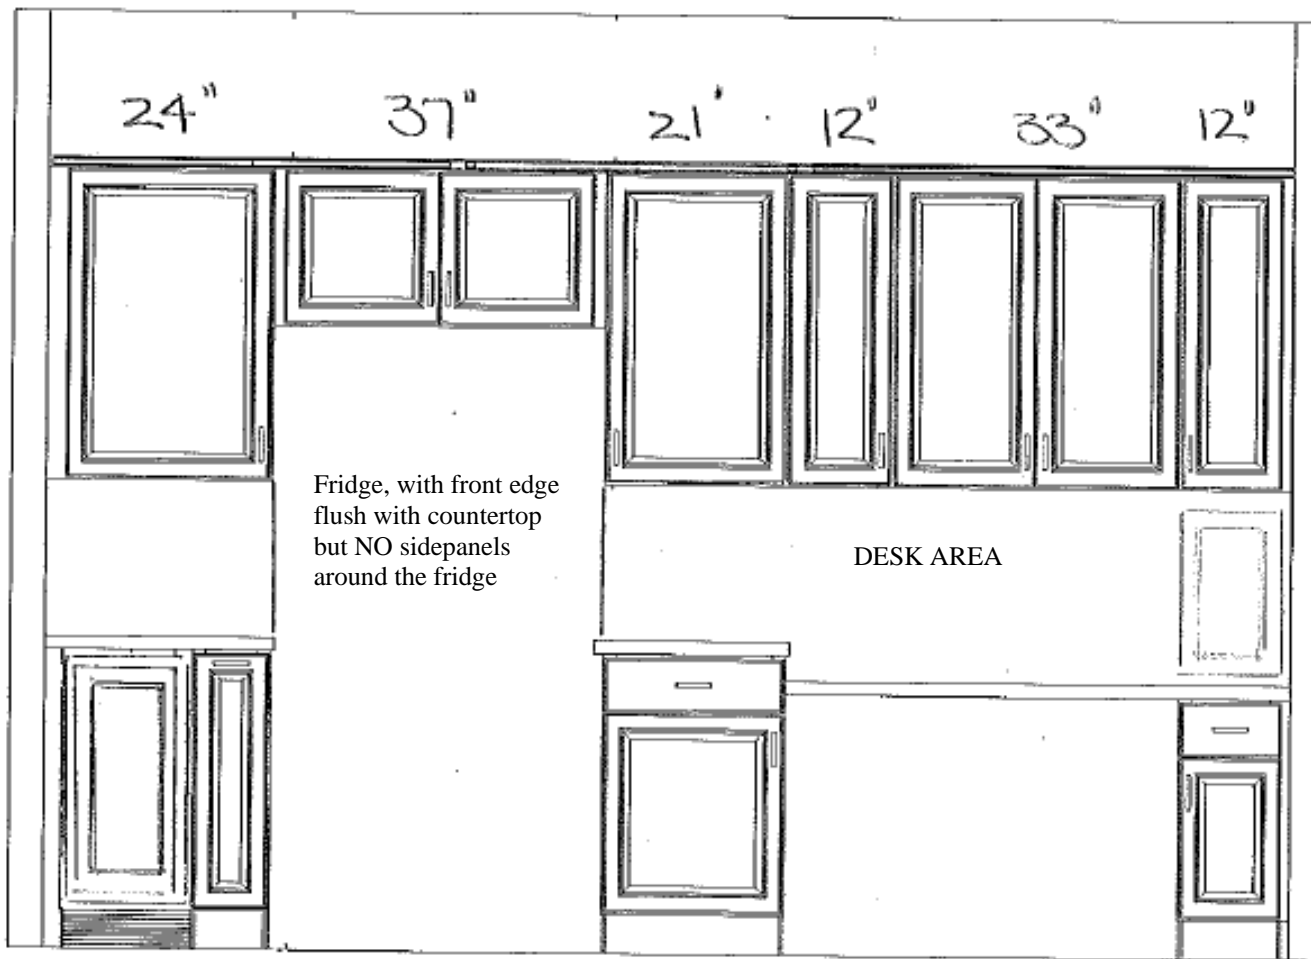 24" 37" 21' 12" 33" 12"
Fridge, with front edge
flush with countertop
but NO sidepanels
around the fridge
DESK AREA